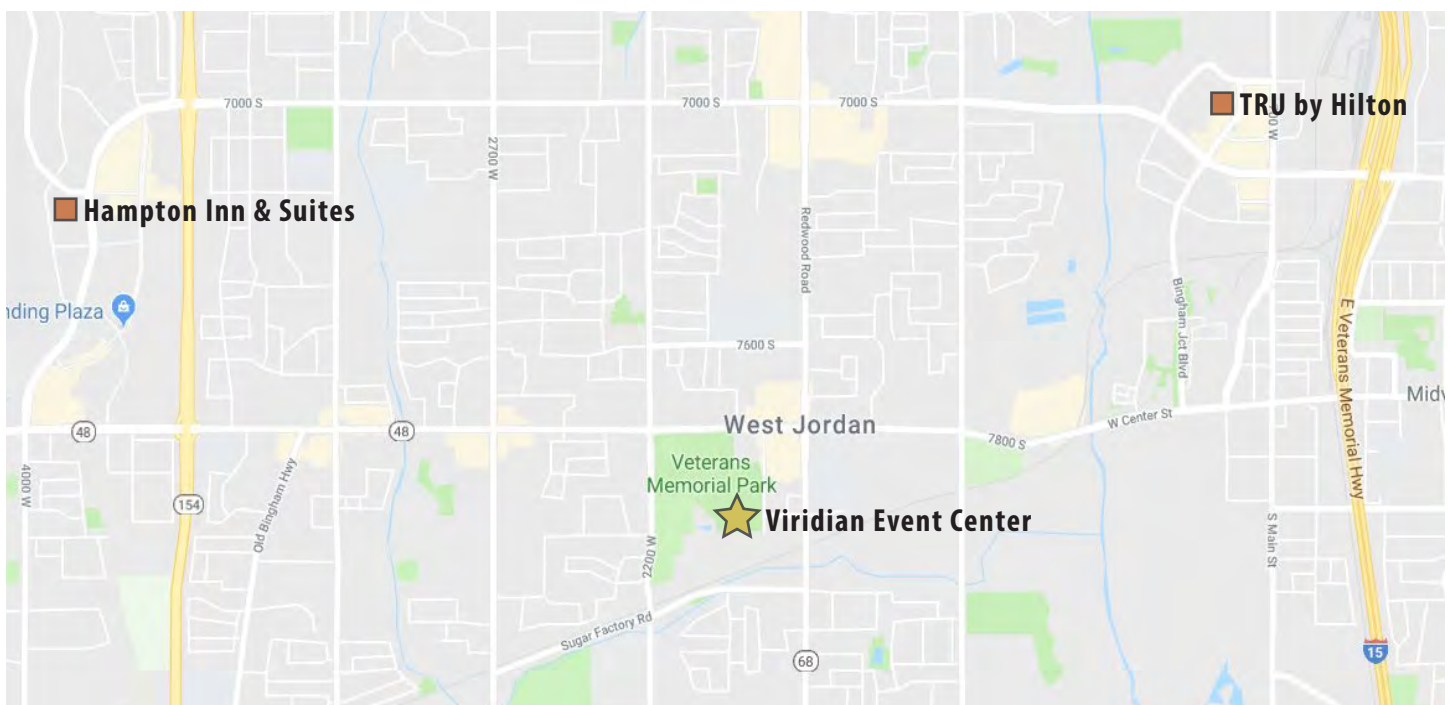 7000 S
7000 S
7000 S
TRU by Hilton
00 W
2700 W
Hampton Inn & Suites
Redwood Road
nding Plaza
Bingham Jct Blvd
E Veterans Memorial Hwy
7600 S
Midv
48
48
West Jordan
W Center St
7800 S
Veterans
Memorial Park
4000 W
154
Old Bingham Hwy
Viridian Event Center
S Main St
2200 W
Sugar Factory Rd
68
15